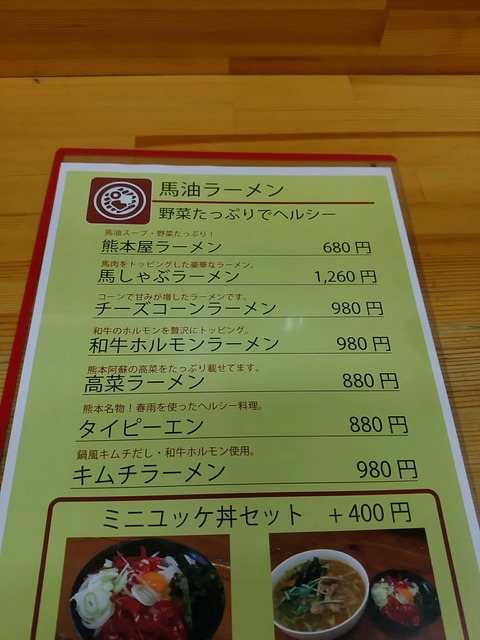 馬油ラーメン
野菜たっぷりでヘルシー
馬油スープ・野菜たっぷり！
熊本屋ラーメン 680円
馬肉をトッピングした豪華なラーメン。
馬しゃぶラーメン 1,260円
コーンで甘みが増したラーメンです。
チーズコーンラーメン 980円
和牛のホルモンを贅沢にトッピング。
和牛ホルモンラーメン 980円
熊本阿蘇の高菜をたっぷり載せてます。
高菜ラーメン 880円
熊本名物！春雨を使ったヘルシー料理。
タイピーエン 880円
鍋風キムチだし・和牛ホルモン使用。
キムチラーメン 980円
ミニユッケ丼セット +400円